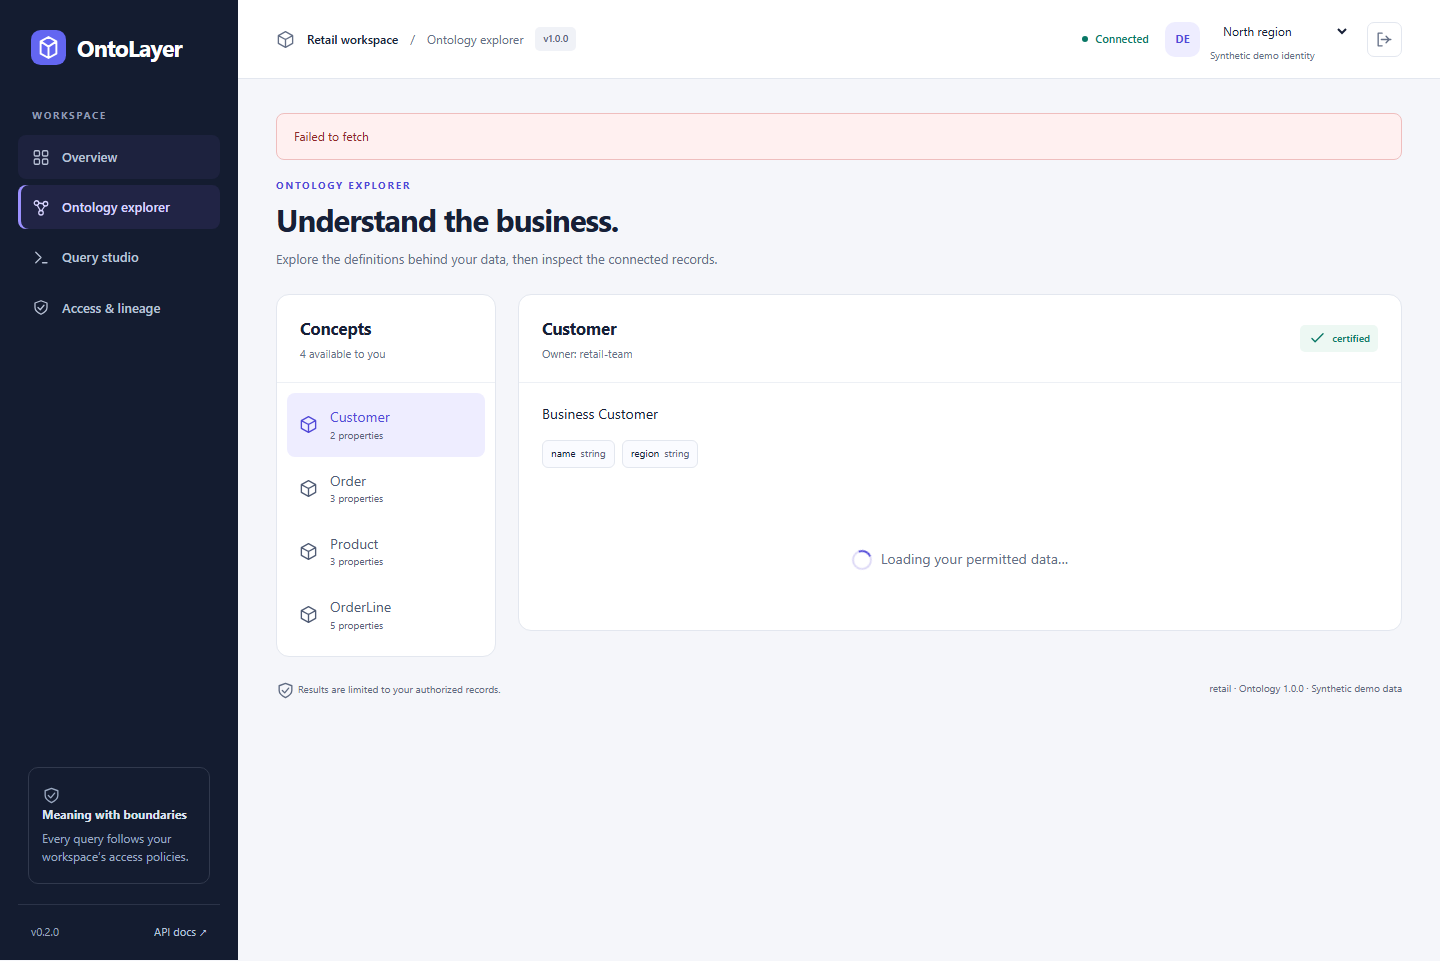 OntoLayer
WORKSPACE
Overview
Ontology explorer
Query studio
Access & lineage
Meaning with boundaries
Every query follows your
workspace's access policies.
v0.2.0
API docs ↗
Retail workspace / Ontology explorer v1.0.0
Connected
DE
North region
Synthetic demo identity
Failed to fetch
ONTOLOGY EXPLORER
Understand the business.
Explore the definitions behind your data, then inspect the connected records.
Concepts
4 available to you
Customer
2 properties
Order
3 properties
Product
3 properties
OrderLine
5 properties
Customer
Owner: retail-team
certified
Business Customer
name string
region string
Loading your permitted data...
Results are limited to your authorized records.
retail · Ontology 1.0.0 · Synthetic demo data